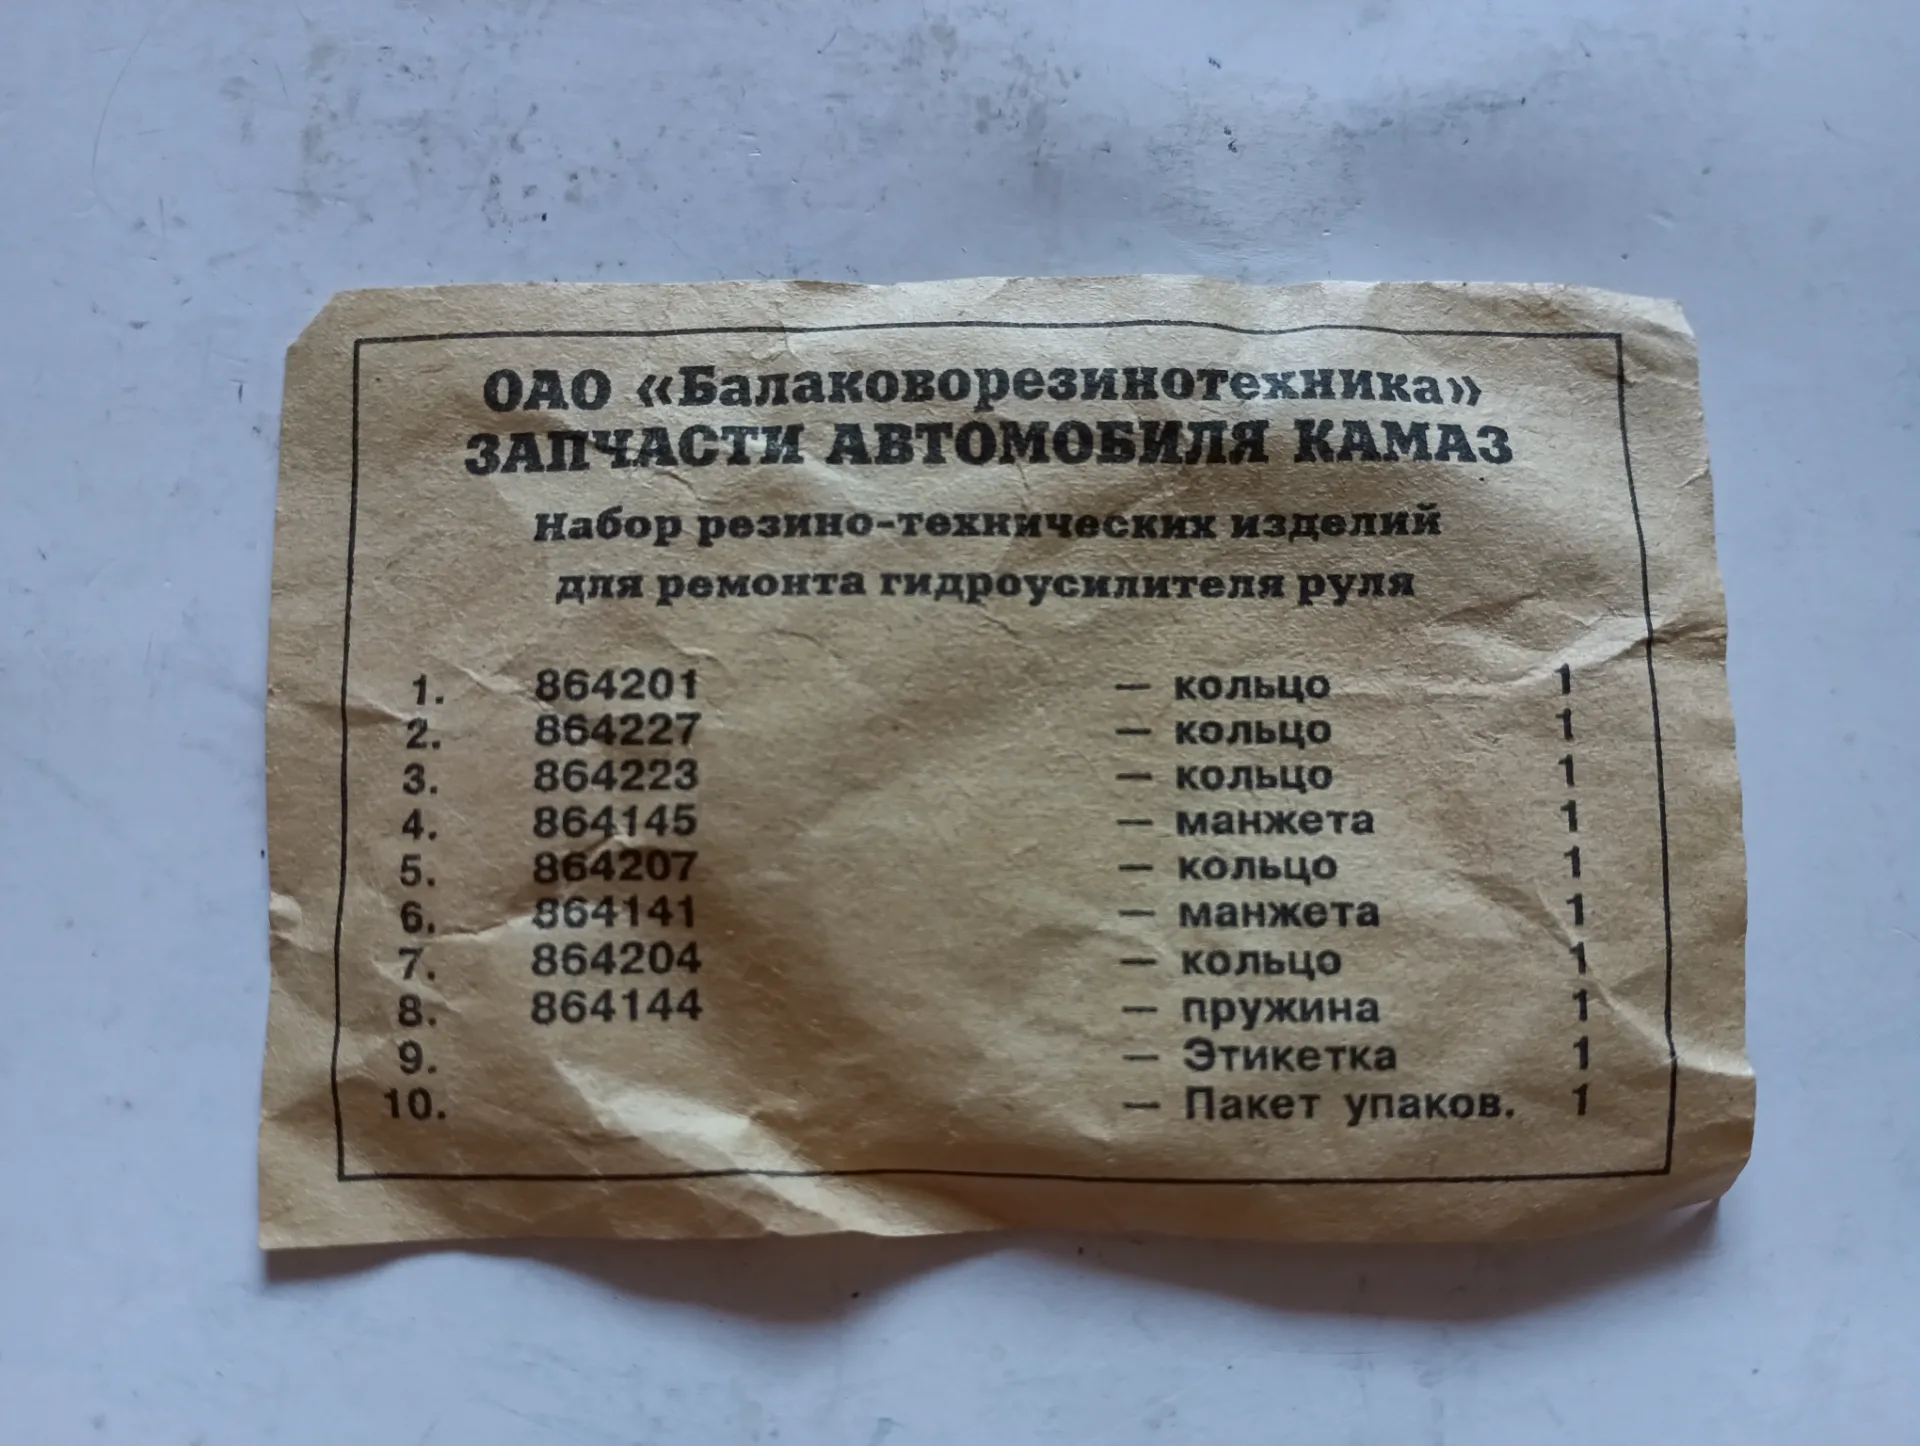 ОАО «Балаковорезинотехника»
ЗАПЧАСТИ АВТОМОБИЛЯ КАМАЗ
Набор резино-технических изделий
для ремонта гидроусилителя руля
1. 864201 — кольцо 1
2. 864227 — кольцо 1
3. 864223 — кольцо 1
4. 864145 — манжета 1
5. 864207 — кольцо 1
6. 864141 — манжета 1
7. 864204 — кольцо 1
8. 864144 — пружина 1
9. — Этикетка 1
10. — Пакет упаков. 1